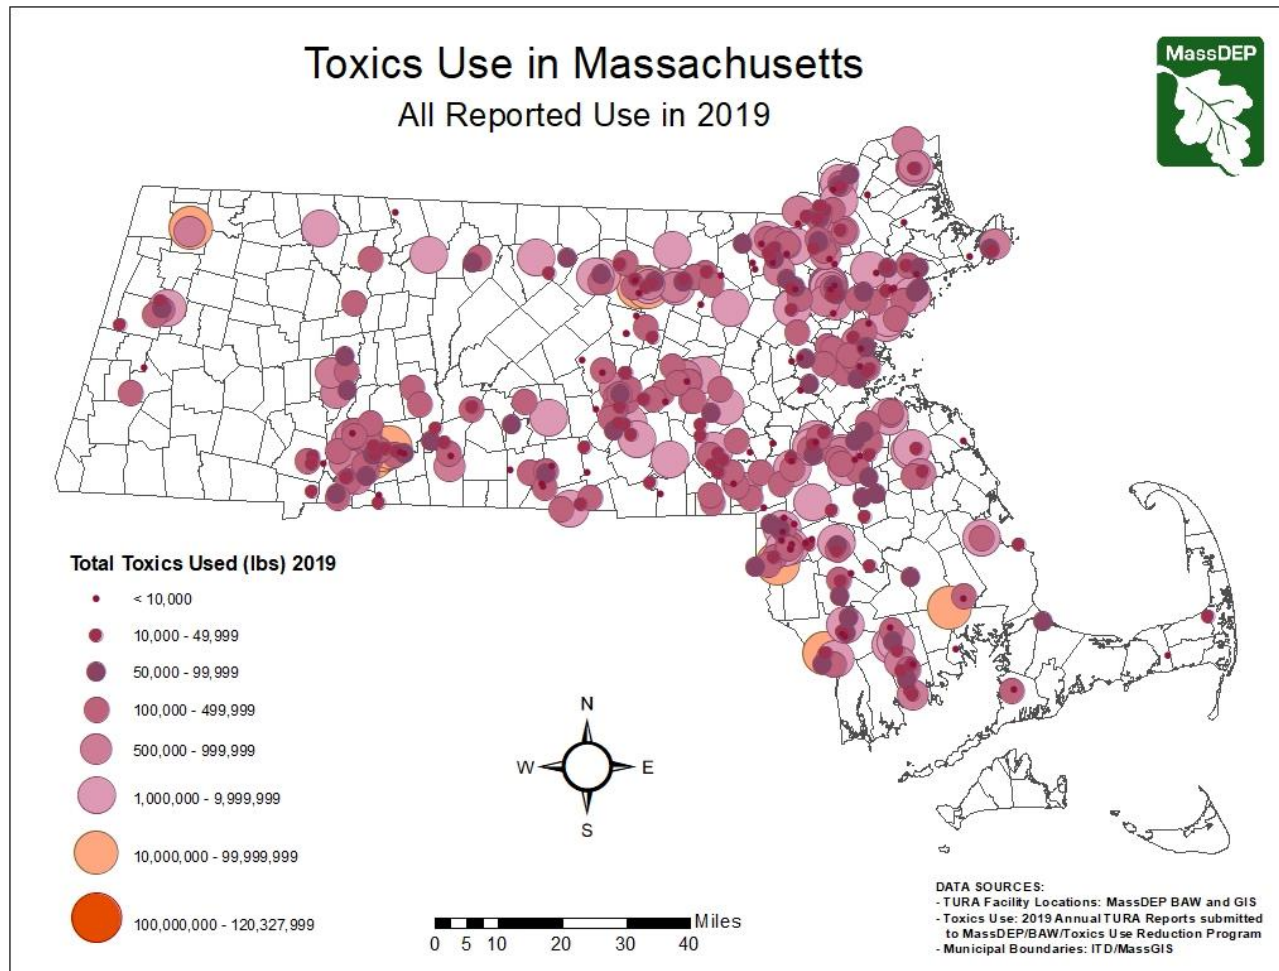 Toxics Use in Massachusetts
All Reported Use in 2019
MassDEP
Total Toxics Used (lbs) 2019
< 10,000
10,000 - 49,999
50,000 - 99,999
100,000 - 499,999
500,000 - 999,999
1,000,000 - 9,999,999
10,000,000 - 99,999,999
100,000,000 - 120,327,999
N
W E
S
Miles
0 5 10 20 30 40
DATA SOURCES:
- TURA Facility Locations: MassDEP BAW and GIS
- Toxics Use: 2019 Annual TURA Reports submitted
to MassDEP/BAW/Toxics Use Reduction Program
- Municipal Boundaries: ITD/MassGIS